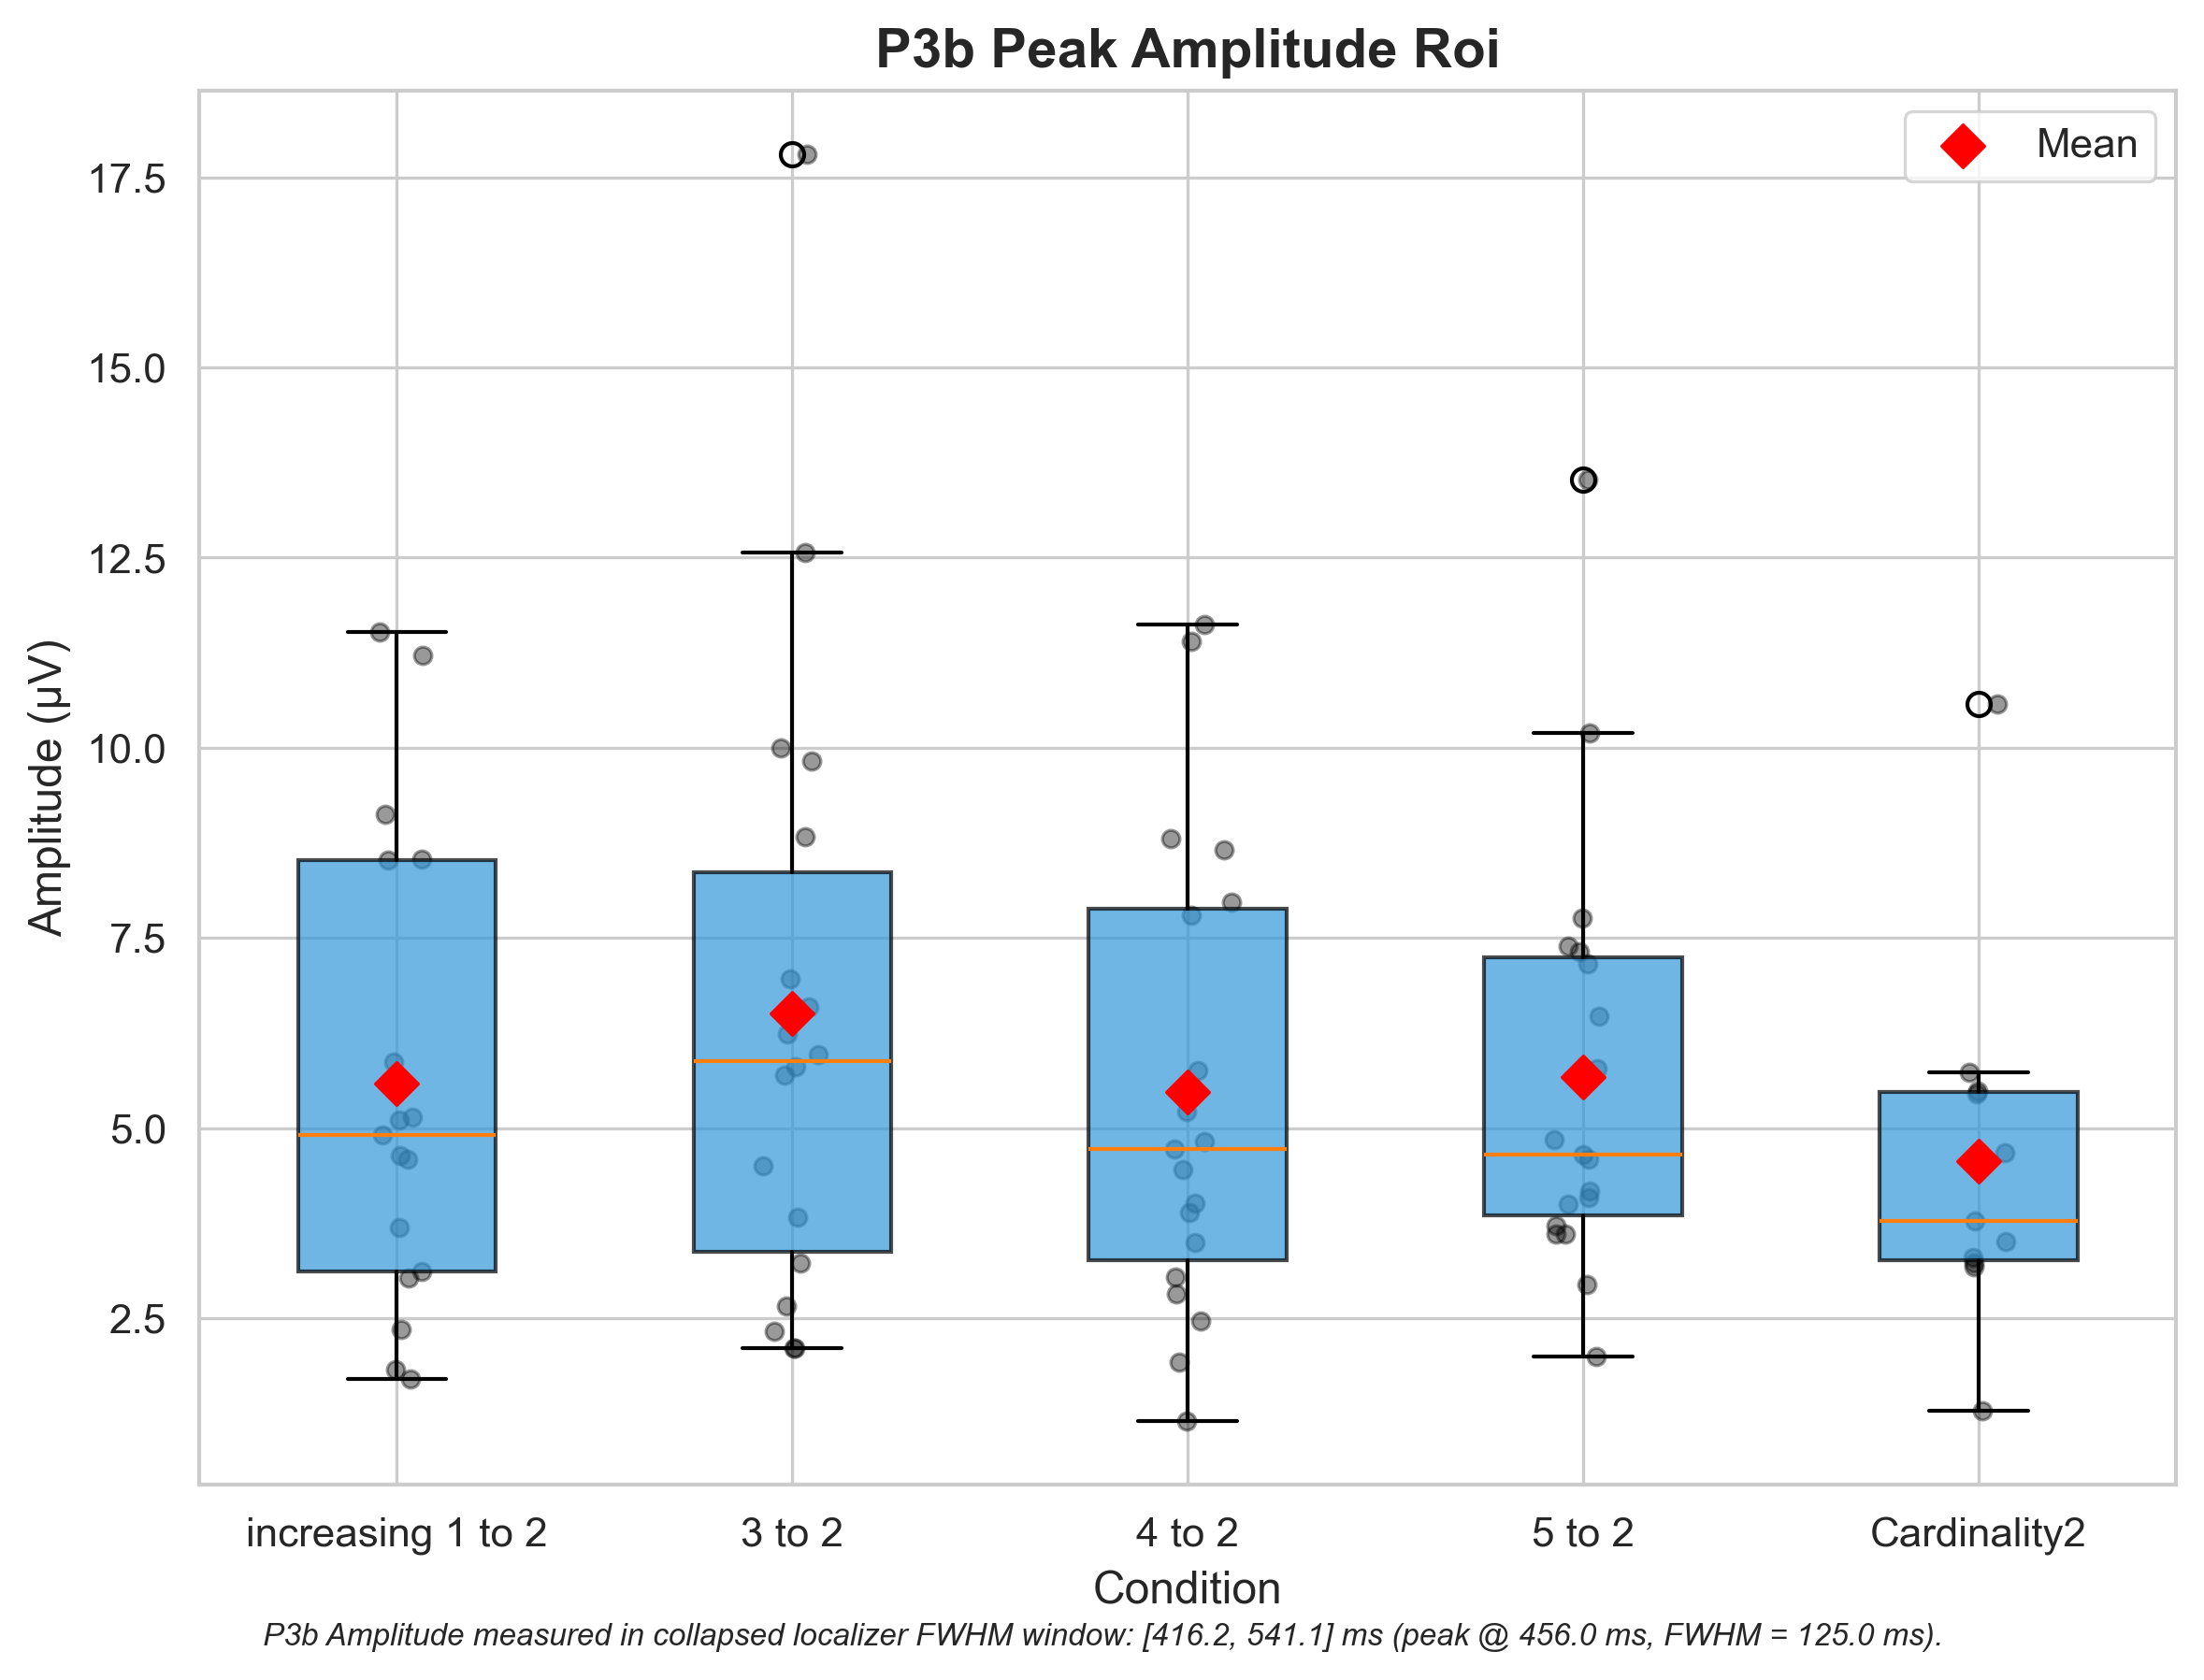 P3b Peak Amplitude Roi
Mean
17.5
15.0
12.5
10.0
7.5
5.0
2.5
Amplitude (µV)
increasing 1 to 2
3 to 2
4 to 2
5 to 2
Cardinality2
Condition
P3b Amplitude measured in collapsed localizer FWHM window: [416.2, 541.1] ms (peak @ 456.0 ms, FWHM = 125.0 ms).